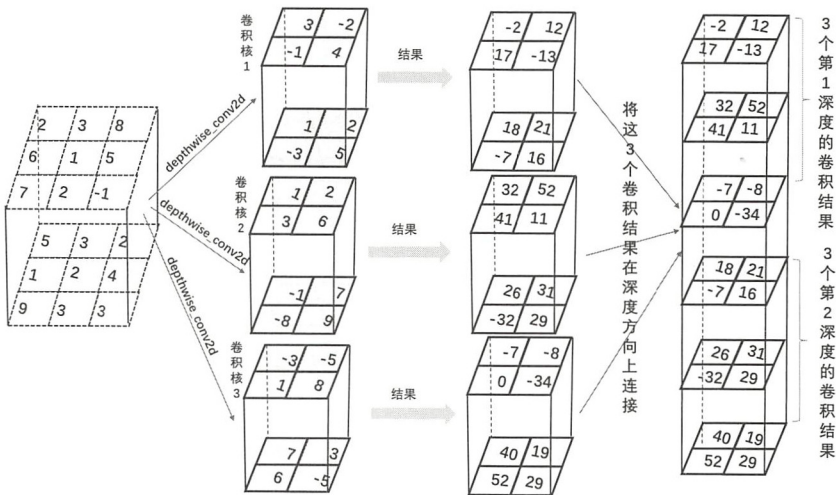 2 3 8
6 1 5
7 2 -1
5 3 2
1 2 4
9 3 3
depthwise_conv2d
depthwise_conv2d
depthwise_conv2d
卷积核1
3 -2
-1 4
1 2
-3 5
卷积核2
1 2
3 6
-1 7
-8 9
卷积核3
-3 -5
1 8
7 3
6 -5
结果
结果
结果
-2 12
17 -13
18 21
-7 16
32 52
41 11
26 31
-32 29
-7 -8
0 -34
40 19
52 29
将这3个卷积结果在深度方向上连接
-2 12
17 -13
32 52
41 11
-7 -8
0 -34
18 21
-7 16
26 31
-32 29
40 19
52 29
3个第1深度的卷积结果
3个第2深度的卷积结果